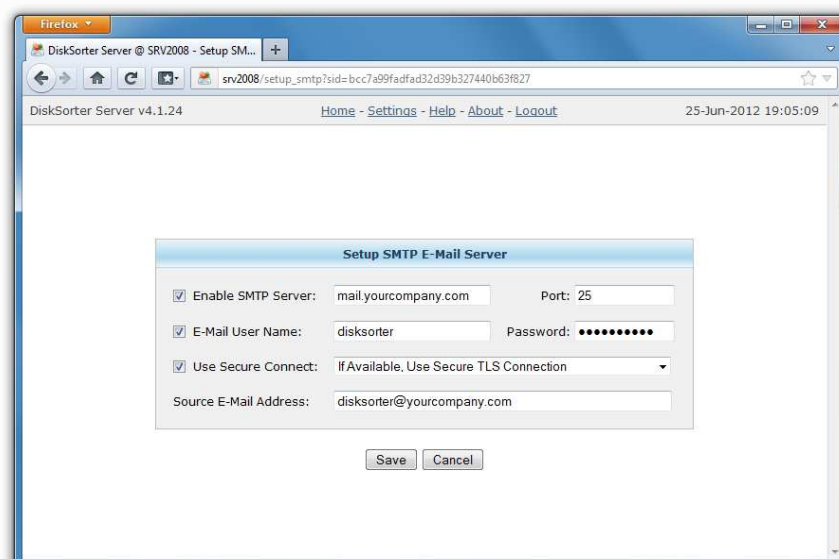 Firefox
DiskSorter Server @ SRV2008 - Setup SM...
srv2008/setup_smtp?sid=bcc7a99fadfad32d39b327440b63f827
DiskSorter Server v4.1.24 Home - Settings - Help - About - Logout 25-Jun-2012 19:05:09
Setup SMTP E-Mail Server
Enable SMTP Server: mail.yourcompany.com Port: 25
E-Mail User Name: disksorter Password: ●●●●●●●●●●
Use Secure Connect: If Available, Use Secure TLS Connection
Source E-Mail Address: disksorter@yourcompany.com
Save Cancel